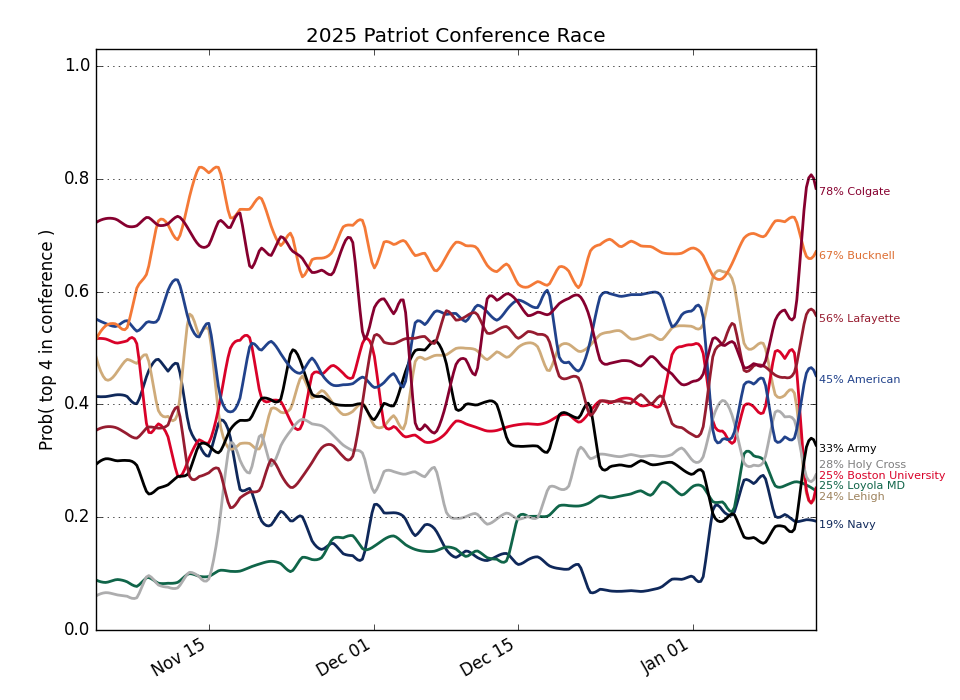 2025 Patriot Conference Race
Prob( top 4 in conference )
1.0
0.8
0.6
0.4
0.2
0.0
Nov 15
Dec 01
Dec 15
Jan 01
78% Colgate
67% Bucknell
56% Lafayette
45% American
33% Army
28% Holy Cross
25% Boston University
25% Loyola MD
24% Lehigh
19% Navy